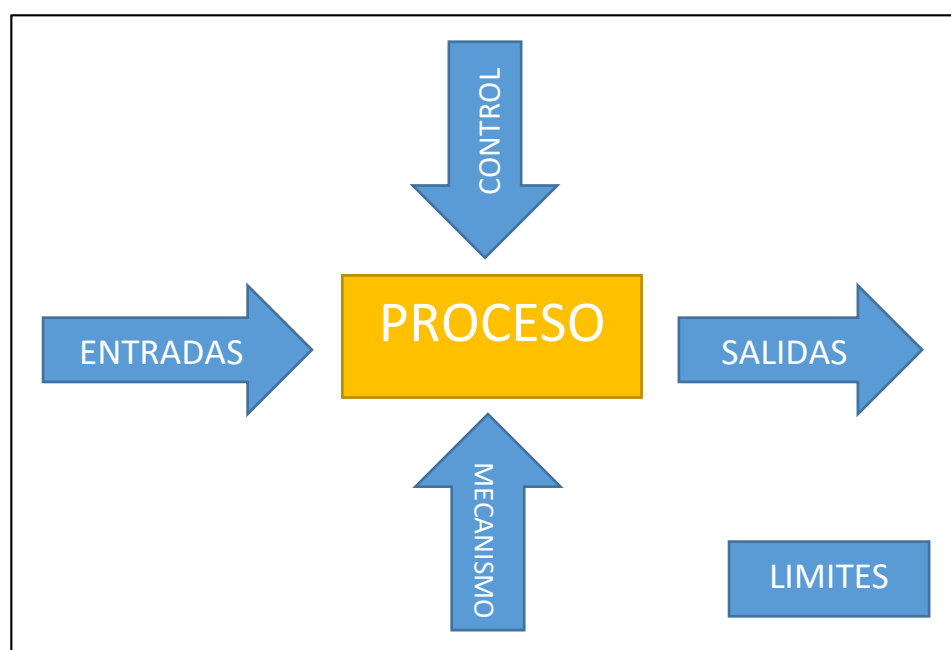 CONTROL
PROCESO
ENTRADAS
SALIDAS
MECANISMO
LIMITES